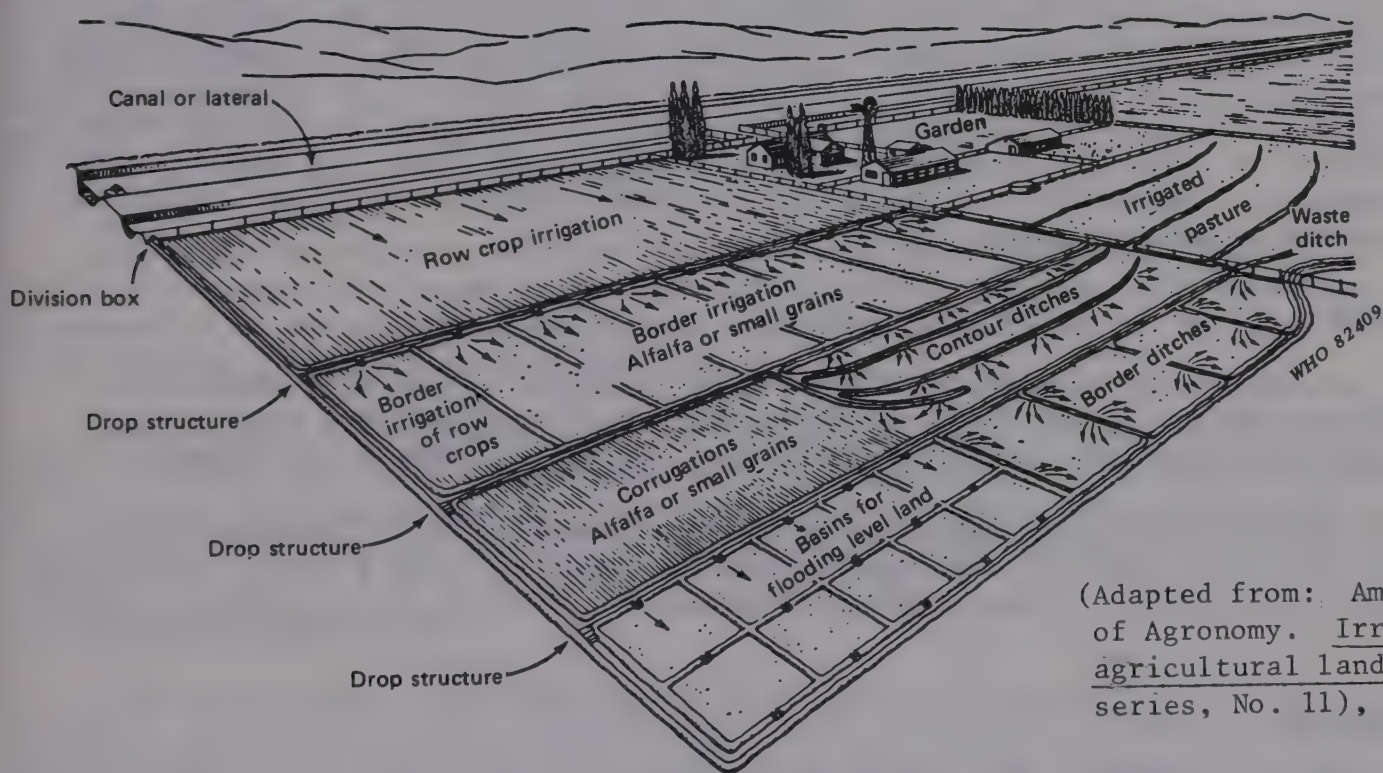 Canal or lateral
Garden
Irrigated
pasture
Waste
ditch
Row crop irrigation
Division box
Border irrigation
Alfalfa or small grains
Contour ditches
Border ditches
WHO 82409
Drop structure
Border
irrigation
of row
crops
Corrugations
Alfalfa or small grains
Drop structure
Basins for
flooding level land
Drop structure
(Adapted from: Am
of Agronomy. Irr
agricultural land
series, No. 11),